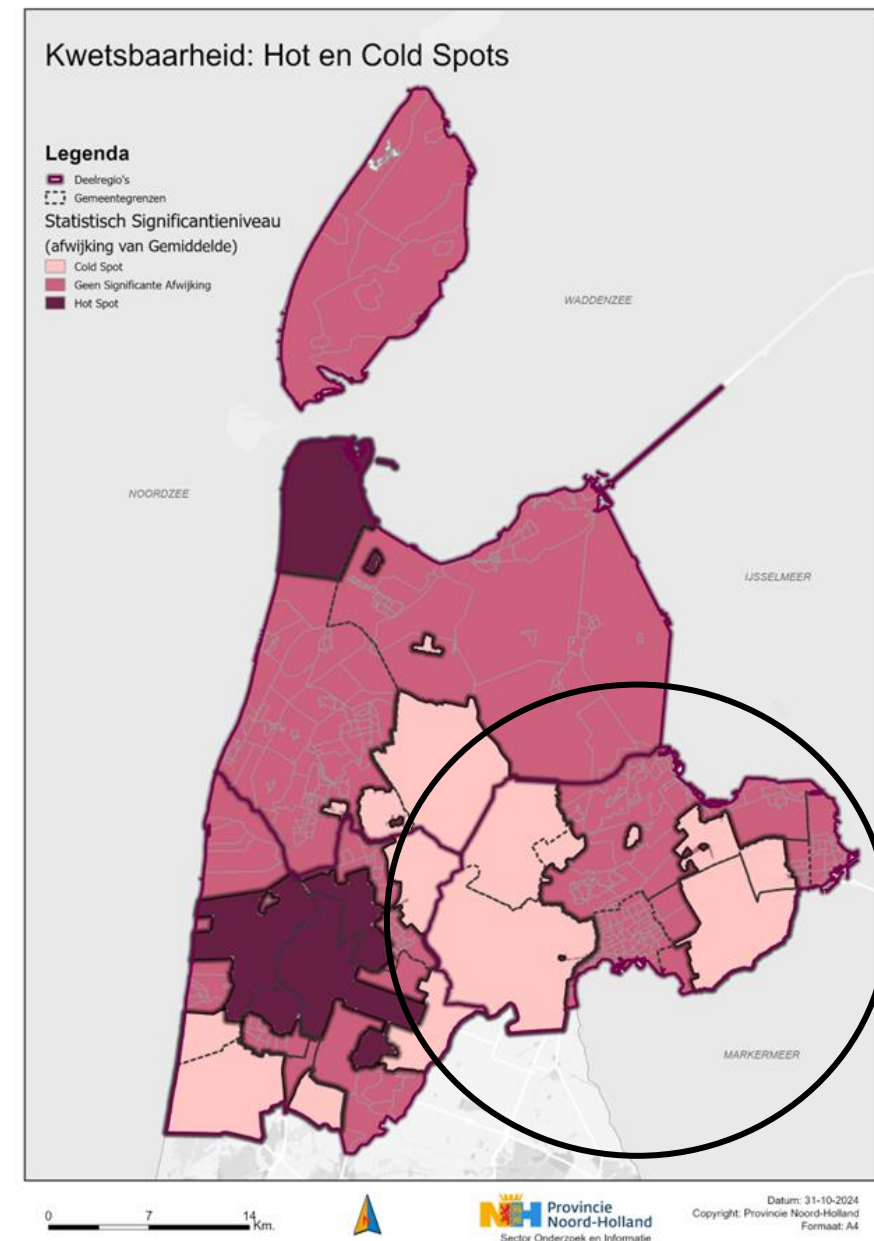 Kwetsbaarheid: Hot en Cold Spots
Legenda
Deelregio's
Gemeentegrenzen
Statistisch Significantieniveau
(afwijking van Gemiddelde)
Cold Spot
Geen Significante Afwijking
Hot Spot
WADDENZEE
NOORDZEE
IJSSELMEER
MARKERMEER
0 7 14 Km.
N
NH Provincie
Noord-Holland
Sector Onderzoek en Informatie
Datum: 31-10-2024
Copyright: Provincie Noord-Holland
Formaat: A4